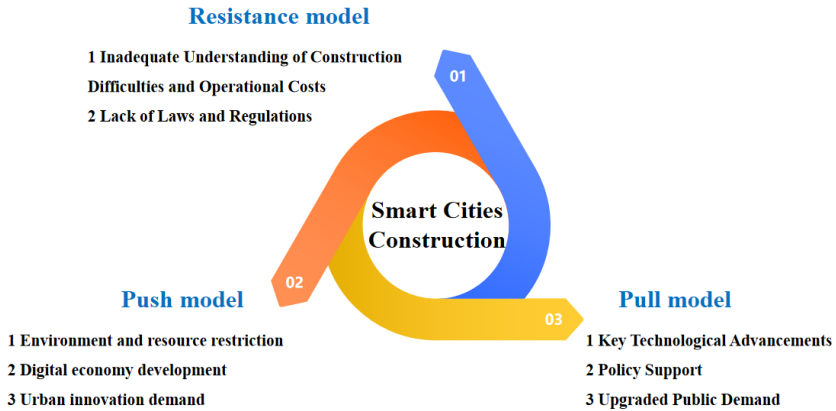 Resistance model
1 Inadequate Understanding of Construction
Difficulties and Operational Costs
2 Lack of Laws and Regulations
01
Smart Cities
Construction
02
03
Push model
1 Environment and resource restriction
2 Digital economy development
3 Urban innovation demand
Pull model
1 Key Technological Advancements
2 Policy Support
3 Upgraded Public Demand